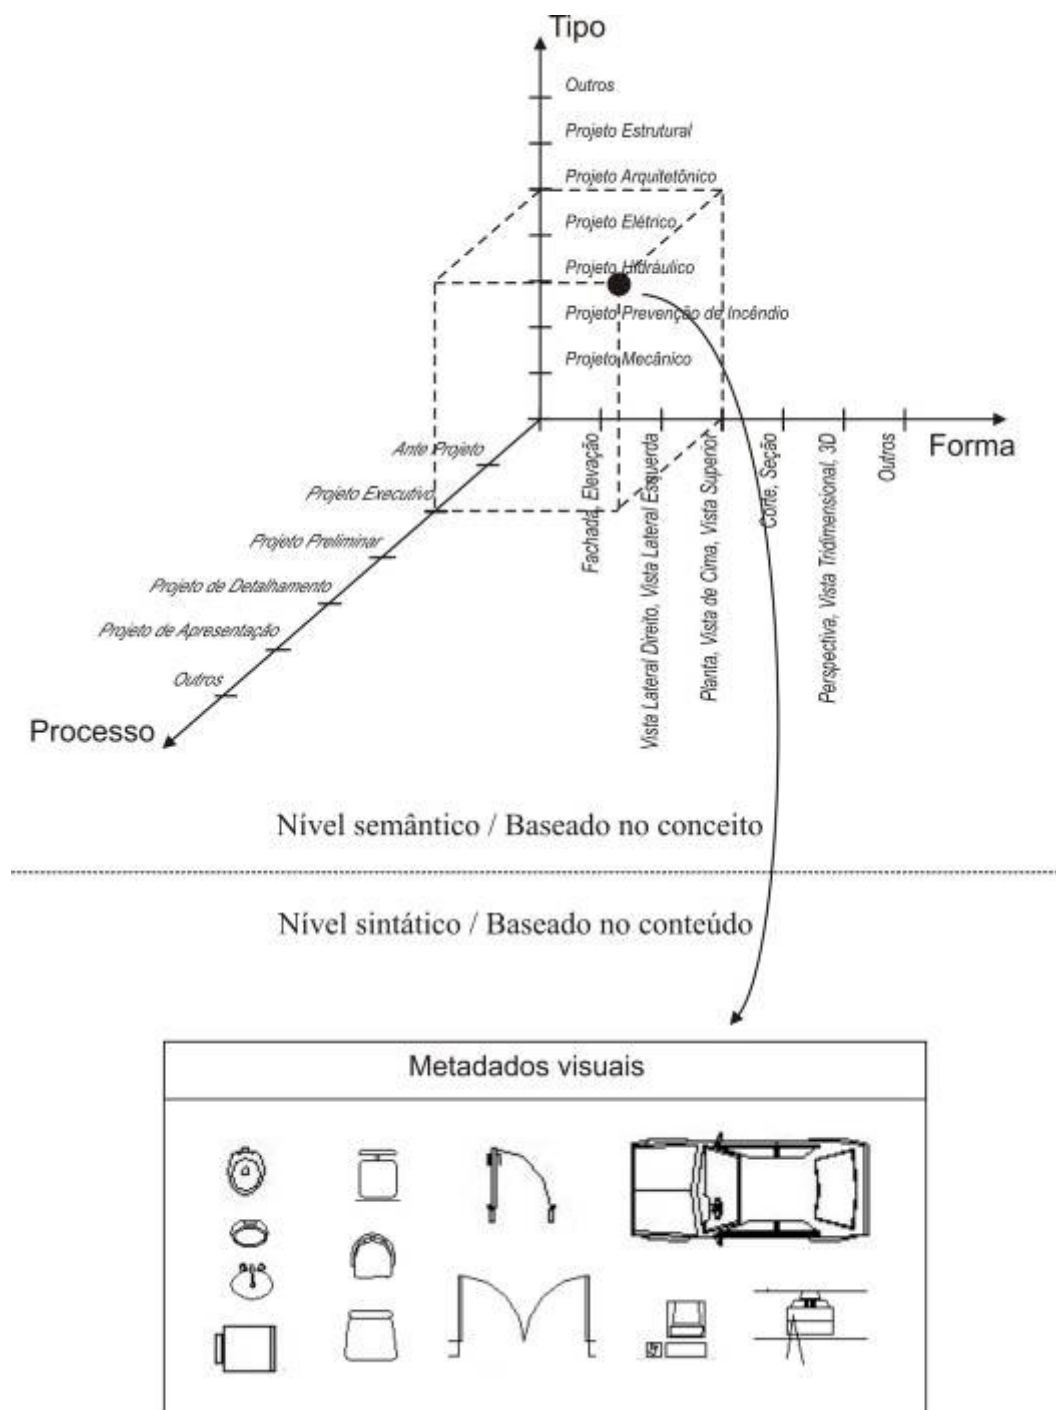 Tipo
Outros
Projeto Estrutural
Projeto Arquitetônico
Projeto Elétrico
Projeto Hidráulico
Projeto Prevenção de Incêndio
Projeto Mecânico
Forma
Fachada, Elevação
Vista Lateral Direito, Vista Lateral Esquerda
Planta, Vista de Cima, Vista Superior
Corte, Seção
Perspectiva, Vista Tridimensional, 3D
Outros
Ante Projeto
Projeto Executivo
Projeto Preliminar
Projeto de Detalhamento
Projeto de Apresentação
Outros
Processo
Nível semântico / Baseado no conceito
Nível sintático / Baseado no conteúdo
Metadados visuais